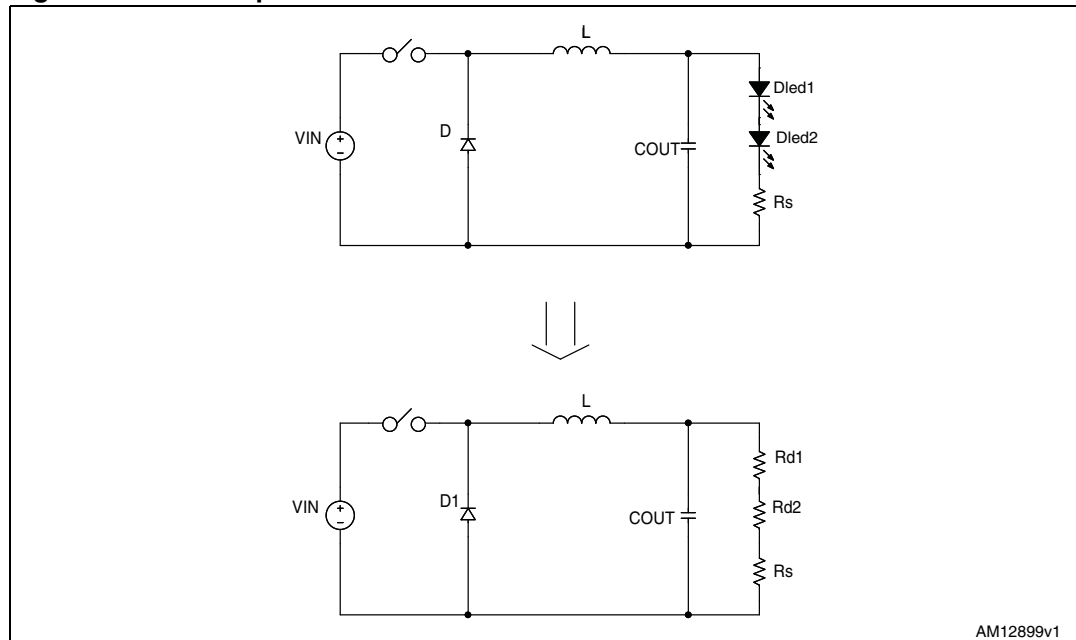 L
VIN
D
COUT
Dled1
Dled2
Rs
L
VIN
D1
COUT
Rd1
Rd2
Rs
AM12899v1